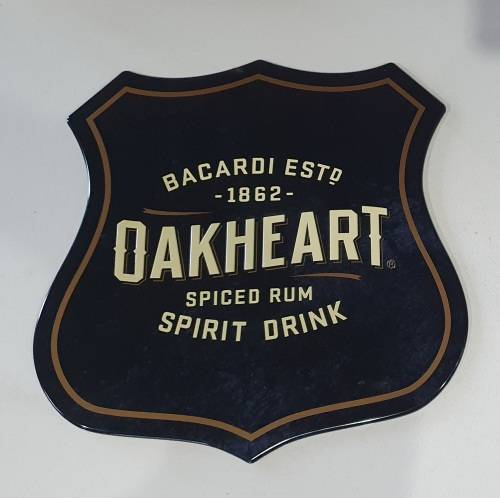 BACARDI ESTD
-1862-
OAKHEART®
SPICED RUM
SPIRIT DRINK